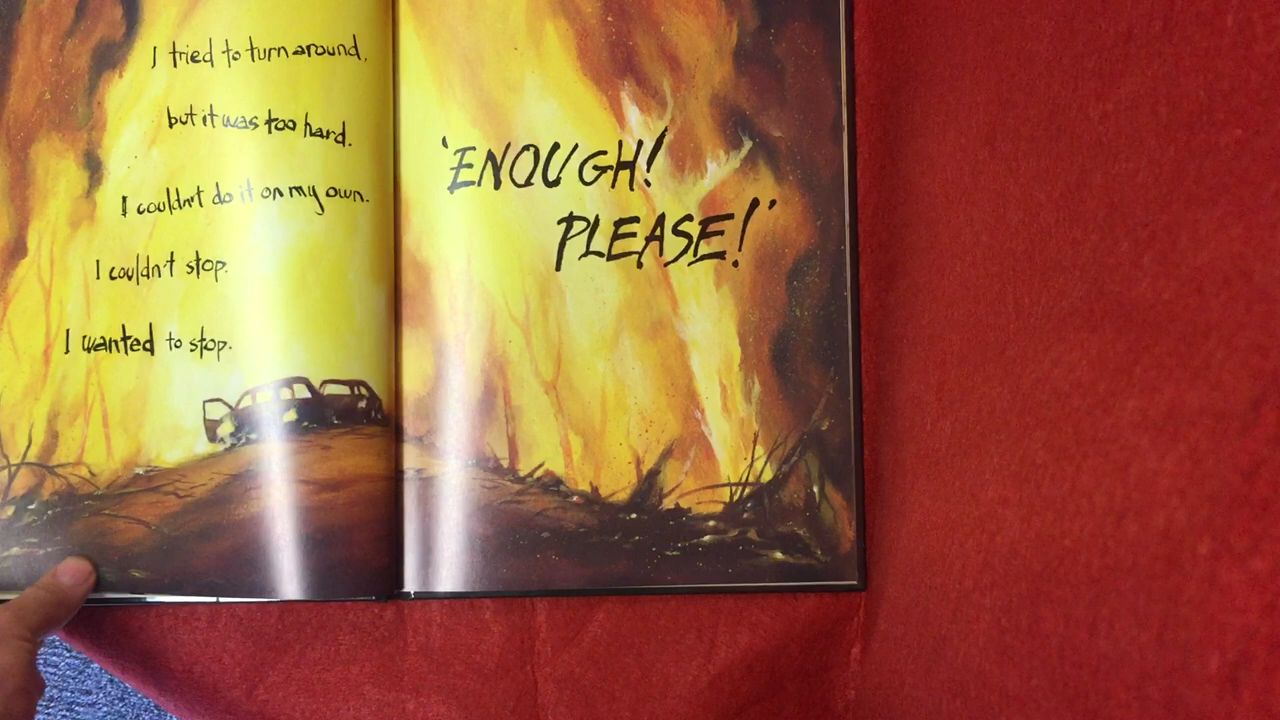 I tried to turn around,
but it was too hard.
I couldn't do it on my own.
I couldn't stop.
I wanted to stop.
'ENOUGH!
PLEASE!'